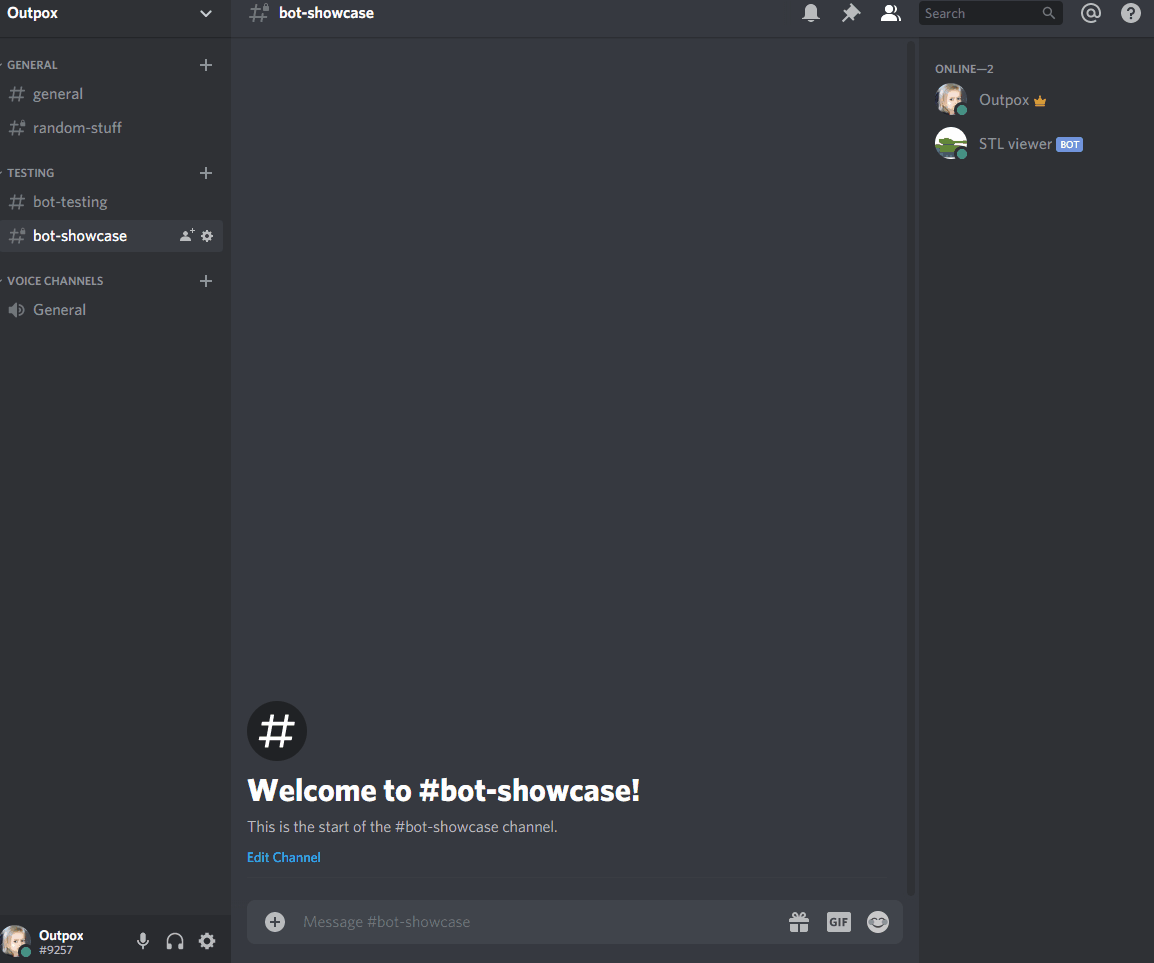 Outpox
GENERAL
general
random-stuff
TESTING
bot-testing
bot-showcase
VOICE CHANNELS
General
Outpox
#9257
bot-showcase
Search
Welcome to #bot-showcase!
This is the start of the #bot-showcase channel.
Edit Channel
Message #bot-showcase
GIF
ONLINE—2
Outpox
STL viewer BOT